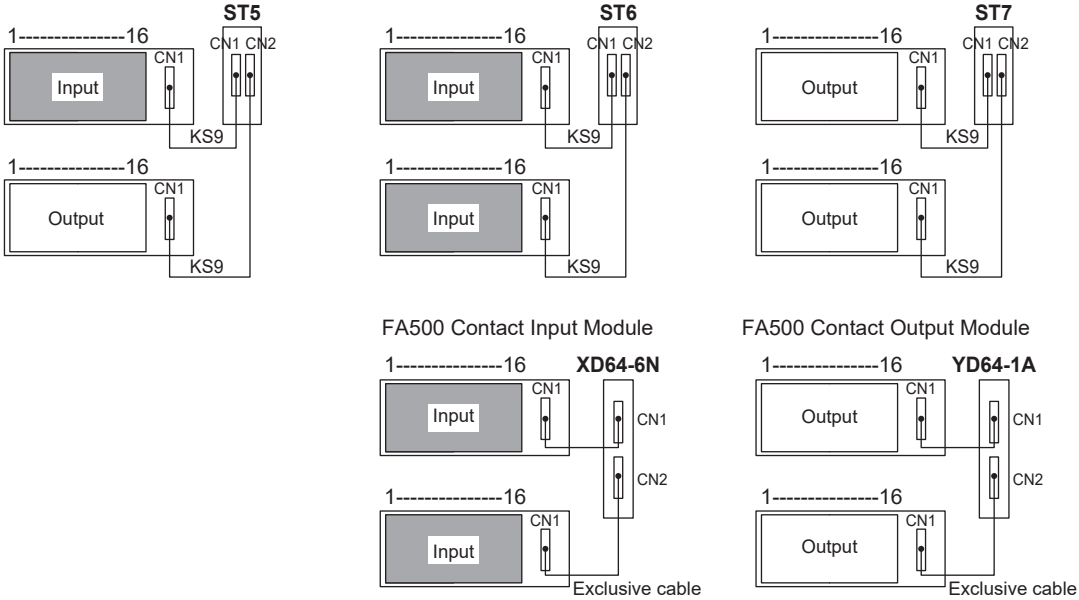 ST5
1---------------16
CN1 CN2
CN1
Input
KS9
1---------------16
CN1
Output
KS9
ST6
1---------------16
CN1 CN2
CN1
Input
KS9
1---------------16
CN1
Input
KS9
ST7
1---------------16
CN1 CN2
CN1
Output
KS9
1---------------16
CN1
Output
KS9
FA500 Contact Input Module
1---------------16
XD64-6N
CN1
Input
CN1
CN2
1---------------16
CN1
Input
Exclusive cable
FA500 Contact Output Module
1---------------16
YD64-1A
CN1
Output
CN1
CN2
1---------------16
CN1
Output
Exclusive cable